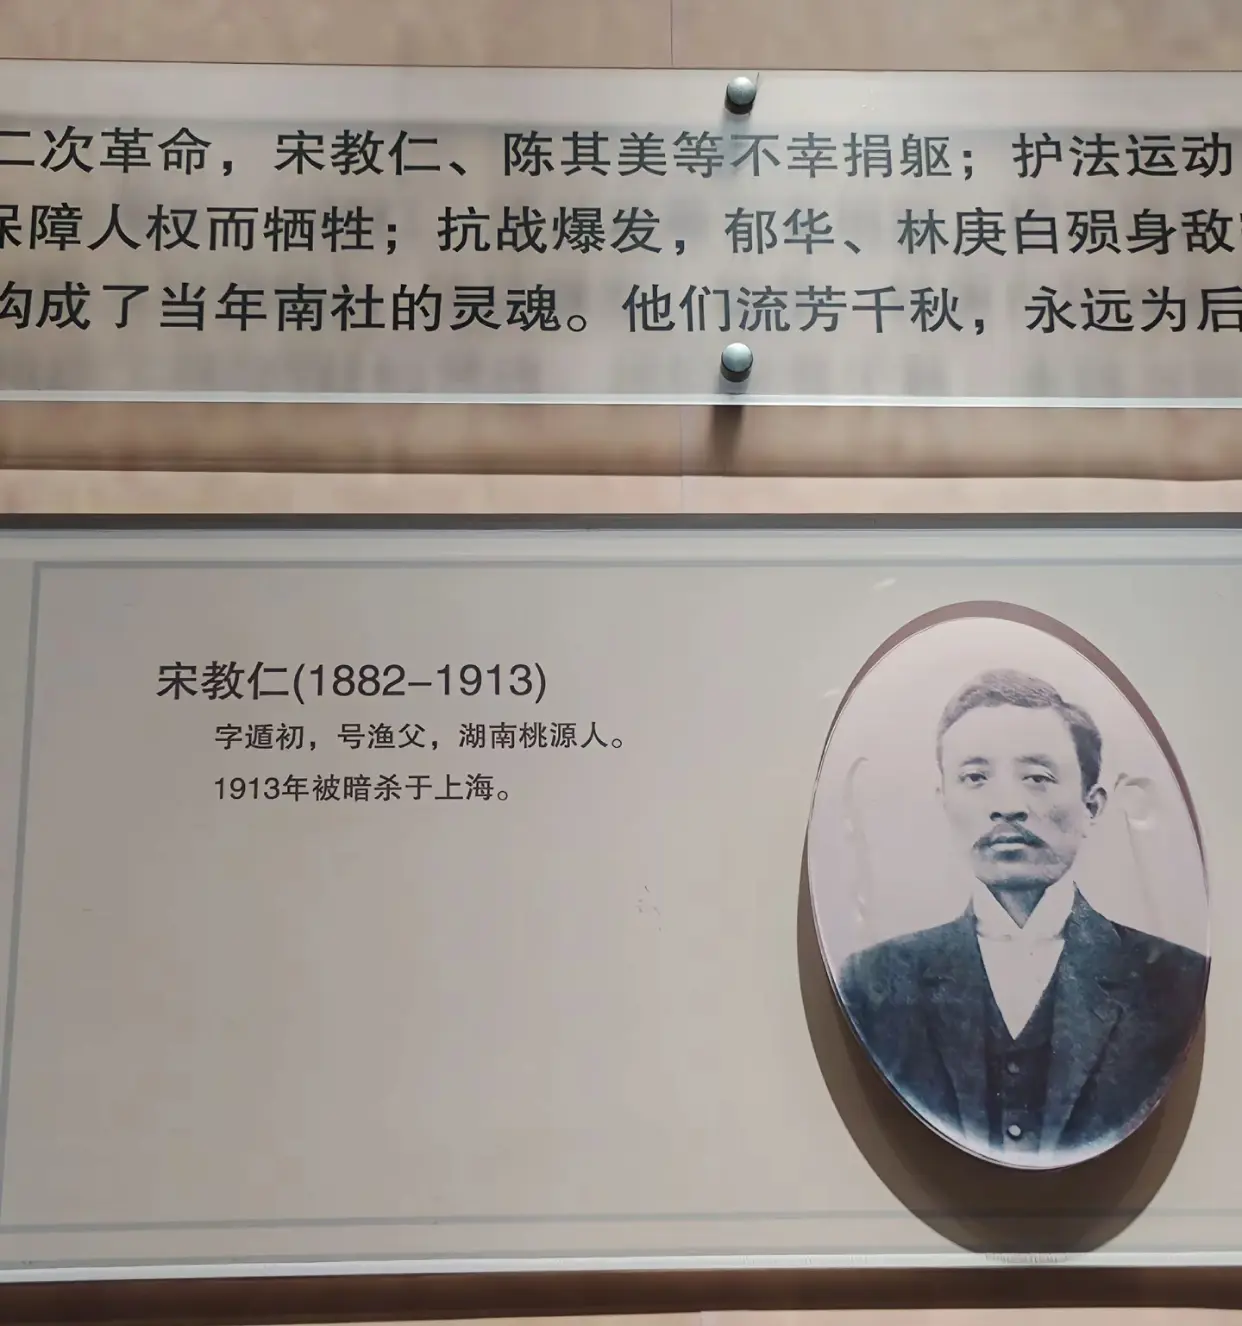 二次革命，宋教仁、陈其美等不幸捐躯；护法运动
保障人权而牺牲；抗战爆发，郁华、林庚白殒身敌
构成了当年南社的灵魂。他们流芳千秋，永远为后
宋教仁(1882–1913)
字遁初，号渔父，湖南桃源人。
1913年被暗杀于上海。